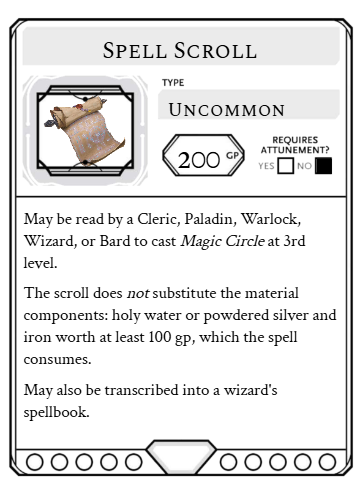 SPELL SCROLL
TYPE
UNCOMMON
200 GP
REQUIRES
ATTUNEMENT?
YES NO
May be read by a Cleric, Paladin, Warlock,
Wizard, or Bard to cast Magic Circle at 3rd
level.
The scroll does not substitute the material
components: holy water or powdered silver and
iron worth at least 100 gp, which the spell
consumes.
May also be transcribed into a wizard's
spellbook.